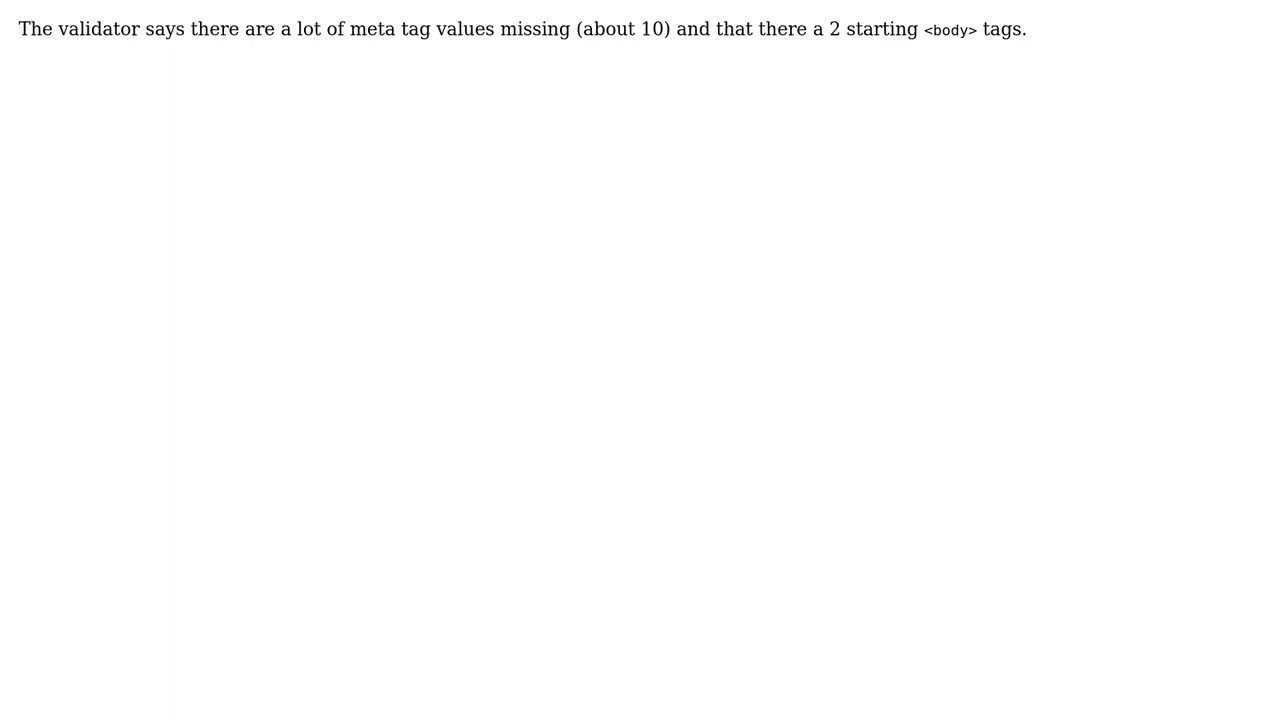 The validator says there are a lot of meta tag values missing (about 10) and that there a 2 starting <body> tags.